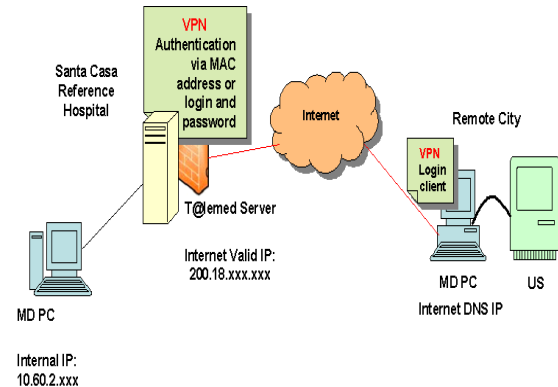 VPN
Authentication
via MAC
address or
login and
password
Santa Casa
Reference
Hospital
Internet
Remote City
VPN
Login
client
T@lemed Server
Internet Valid IP:
200.18.xxx.xxx
MD PC
Internet DNS IP
US
MD PC
Internal IP:
10.60.2.xxx